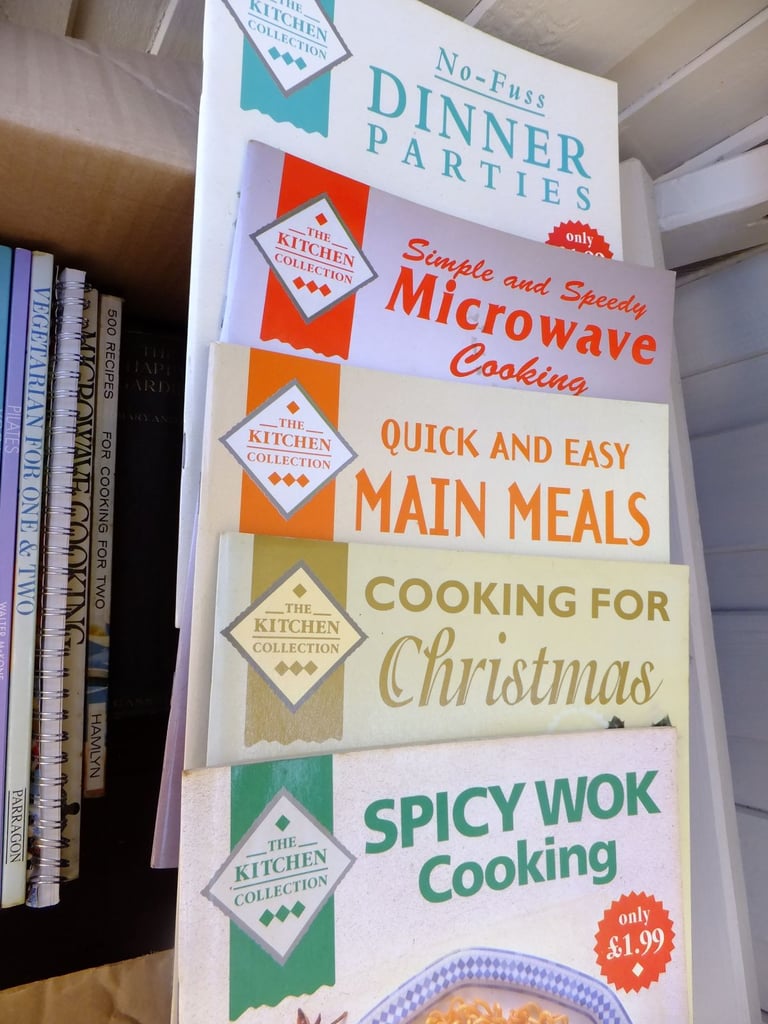 THE
KITCHEN
COLLECTION
No-Fuss
DINNER
PARTIES
only
THE
KITCHEN
COLLECTION
Simple and Speedy
Microwave
Cooking
THE
KITCHEN
COLLECTION
QUICK AND EASY
MAIN MEALS
THE
KITCHEN
COLLECTION
COOKING FOR
Christmas
THE
KITCHEN
COLLECTION
SPICY WOK
Cooking
only
£1.99
PILATES
VEGETARIAN FOR ONE & TWO
PARRAGON
MICROWAVE COOKING
500 RECIPES FOR COOKING FOR TWO
HAMLYN